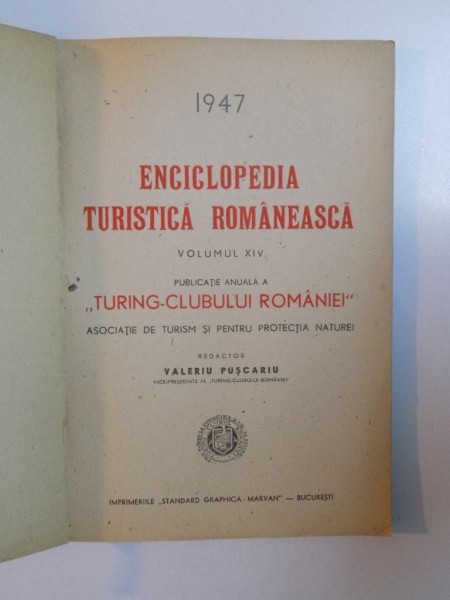 1947
ENCICLOPEDIA
TURISTICĂ ROMÂNEASCĂ
VOLUMUL XIV
PUBLICAȚIE ANUALĂ A
„TURING-CLUBULUI ROMÂNIEI"
ASOCIAȚIE DE TURISM ȘI PENTRU PROTECȚIA NATUREI
REDACTOR
VALERIU PUȘCARIU
VICE-PREȘEDINTE AL „TURING-CLUBULUI ROMÂNIEI"
IMPRIMERIILE „STANDARD GRAPHICA - MARVAN" — BUCUREȘTI